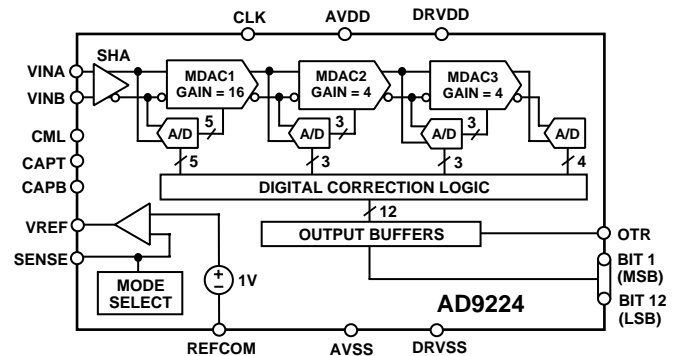 CLK AVDD DRVDD
SHA
VINA
VINB
MDAC1
GAIN = 16
MDAC2
GAIN = 4
MDAC3
GAIN = 4
5 3 3
A/D A/D A/D A/D
CML
5 3 3 4
CAPT
DIGITAL CORRECTION LOGIC
CAPB
12
VREF
OUTPUT BUFFERS
OTR
SENSE
BIT 1
(MSB)
MODE
SELECT
1V
AD9224
BIT 12
(LSB)
REFCOM AVSS DRVSS